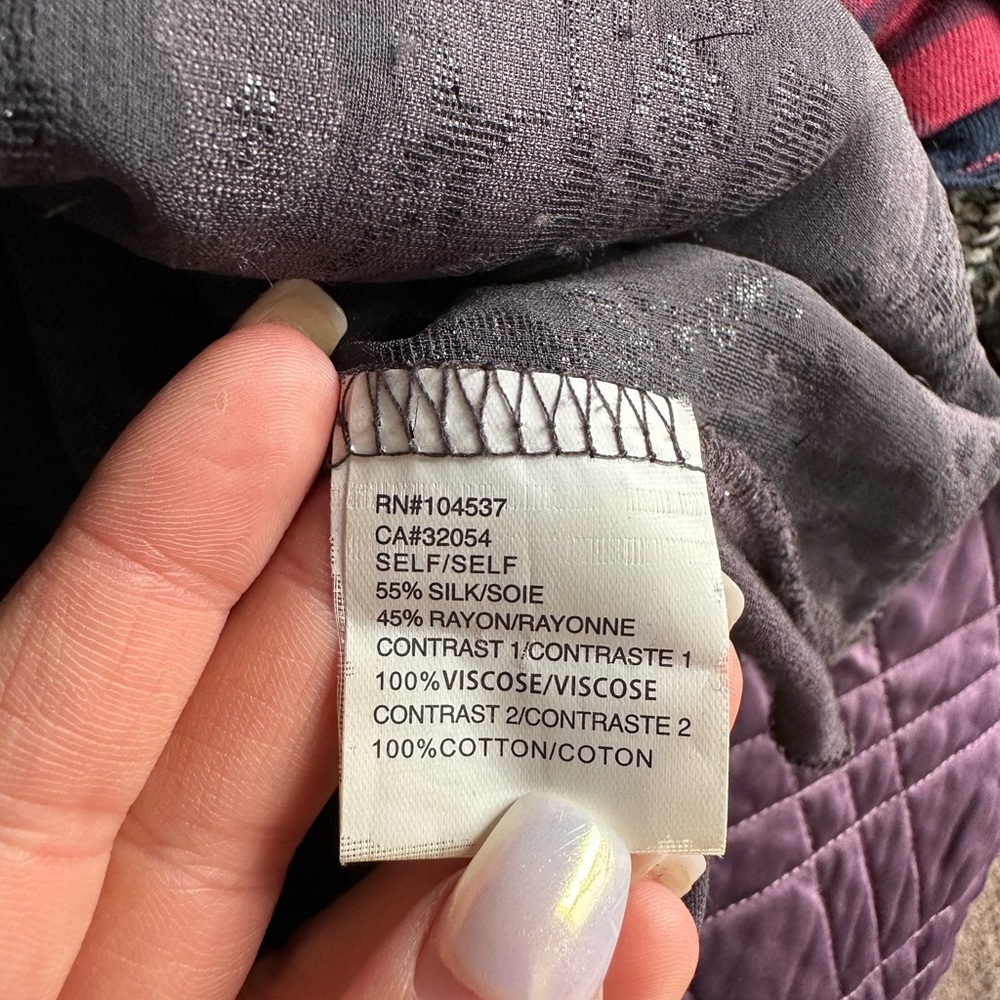 RN#104537
CA#32054
SELF/SELF
55% SILK/SOIE
45% RAYON/RAYONNE
CONTRAST 1/CONTRASTE 1
100%VISCOSE/VISCOSE
CONTRAST 2/CONTRASTE 2
100%COTTON/COTON